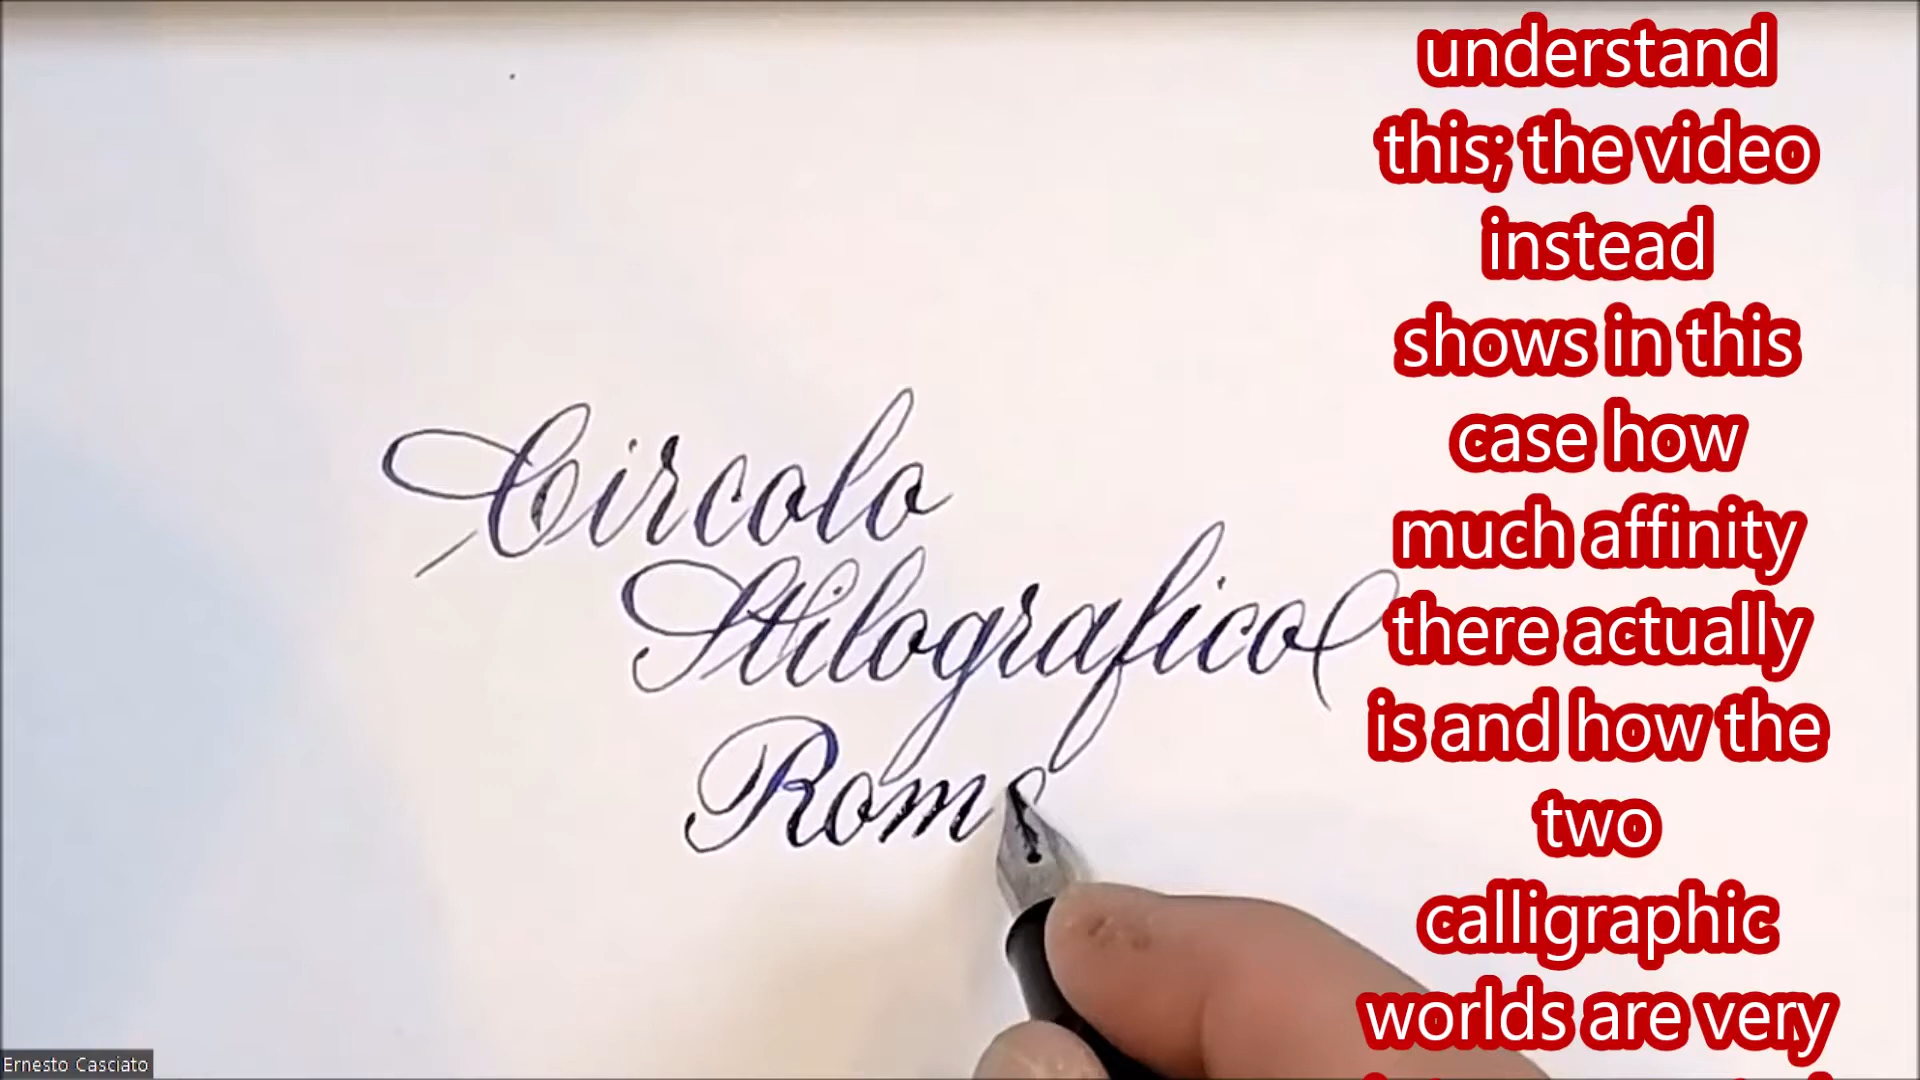 Circolo
Stilografico
Rom
understand
this; the video
instead
shows in this
case how
much affinity
there actually
is and how the
two
calligraphic
worlds are very
Ernesto Casciato